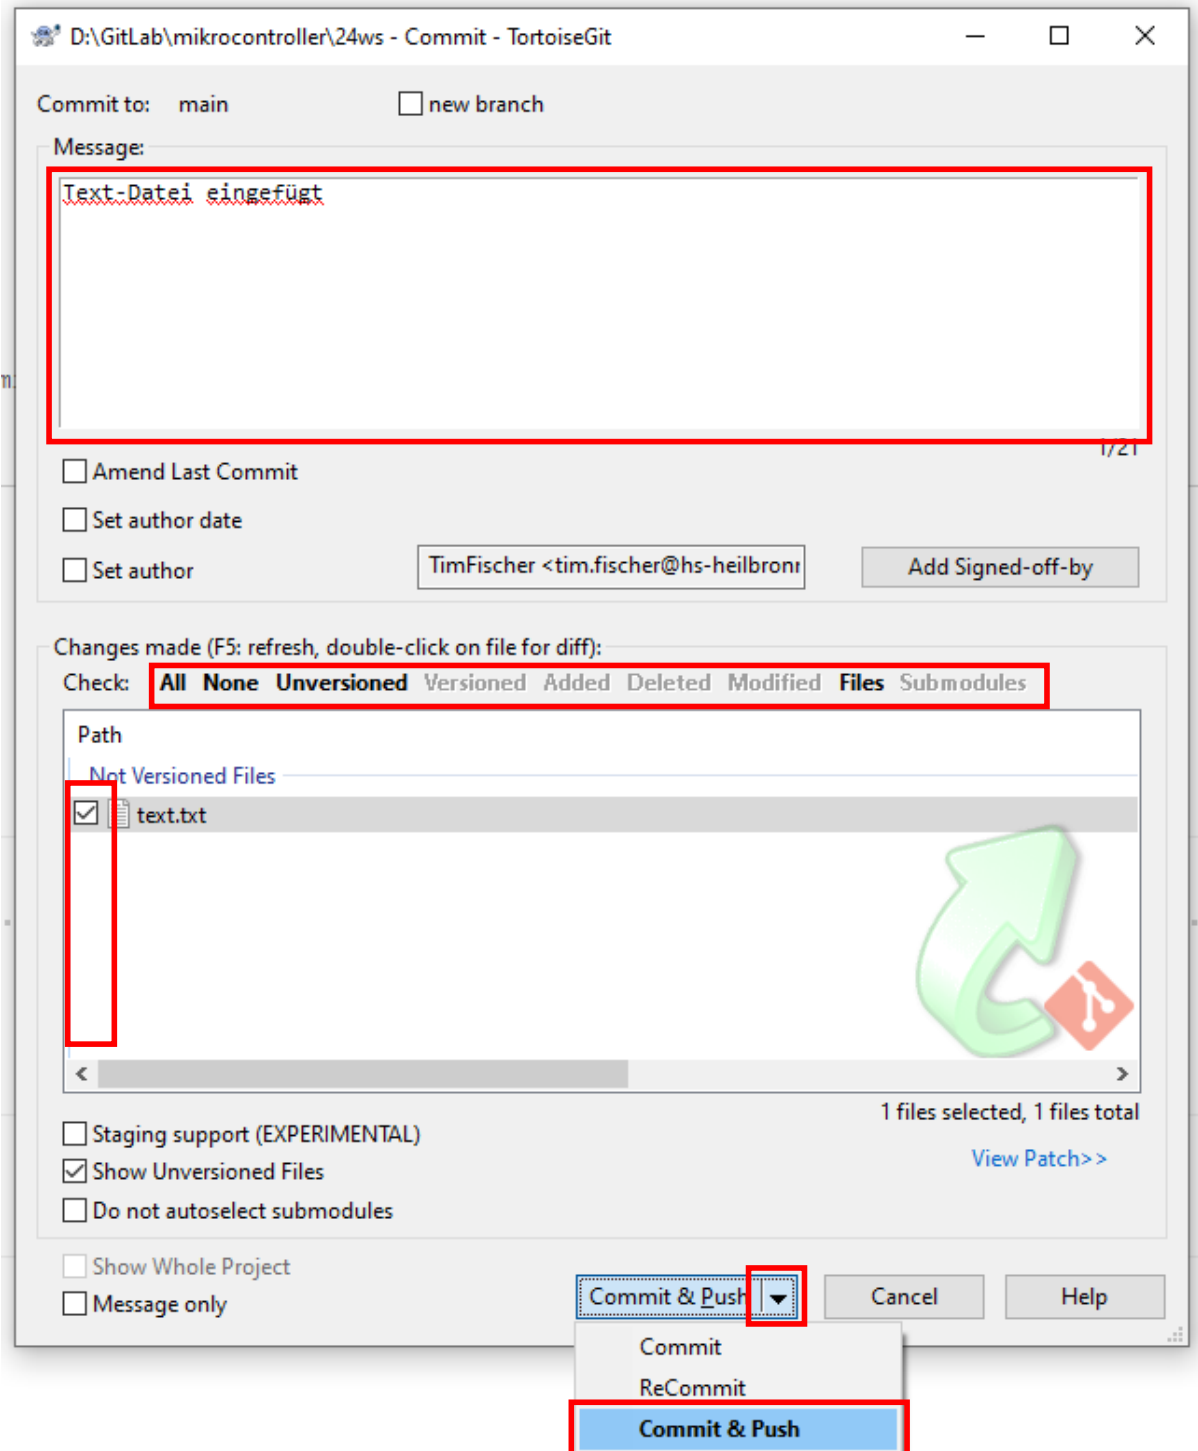 D:\GitLab\mikrocontroller\24ws - Commit - TortoiseGit
Commit to: main new branch
Message:
Text-Datei eingefügt
1/21
Amend Last Commit
Set author date
Set author TimFischer <tim.fischer@hs-heilbronn Add Signed-off-by
Changes made (F5: refresh, double-click on file for diff):
Check: All None Unversioned Versioned Added Deleted Modified Files Submodules
Path
Not Versioned Files
text.txt
1 files selected, 1 files total
Staging support (EXPERIMENTAL)
View Patch>>
Show Unversioned Files
Do not autoselect submodules
Show Whole Project
Message only
Commit & Push Cancel Help
Commit
ReCommit
Commit & Push